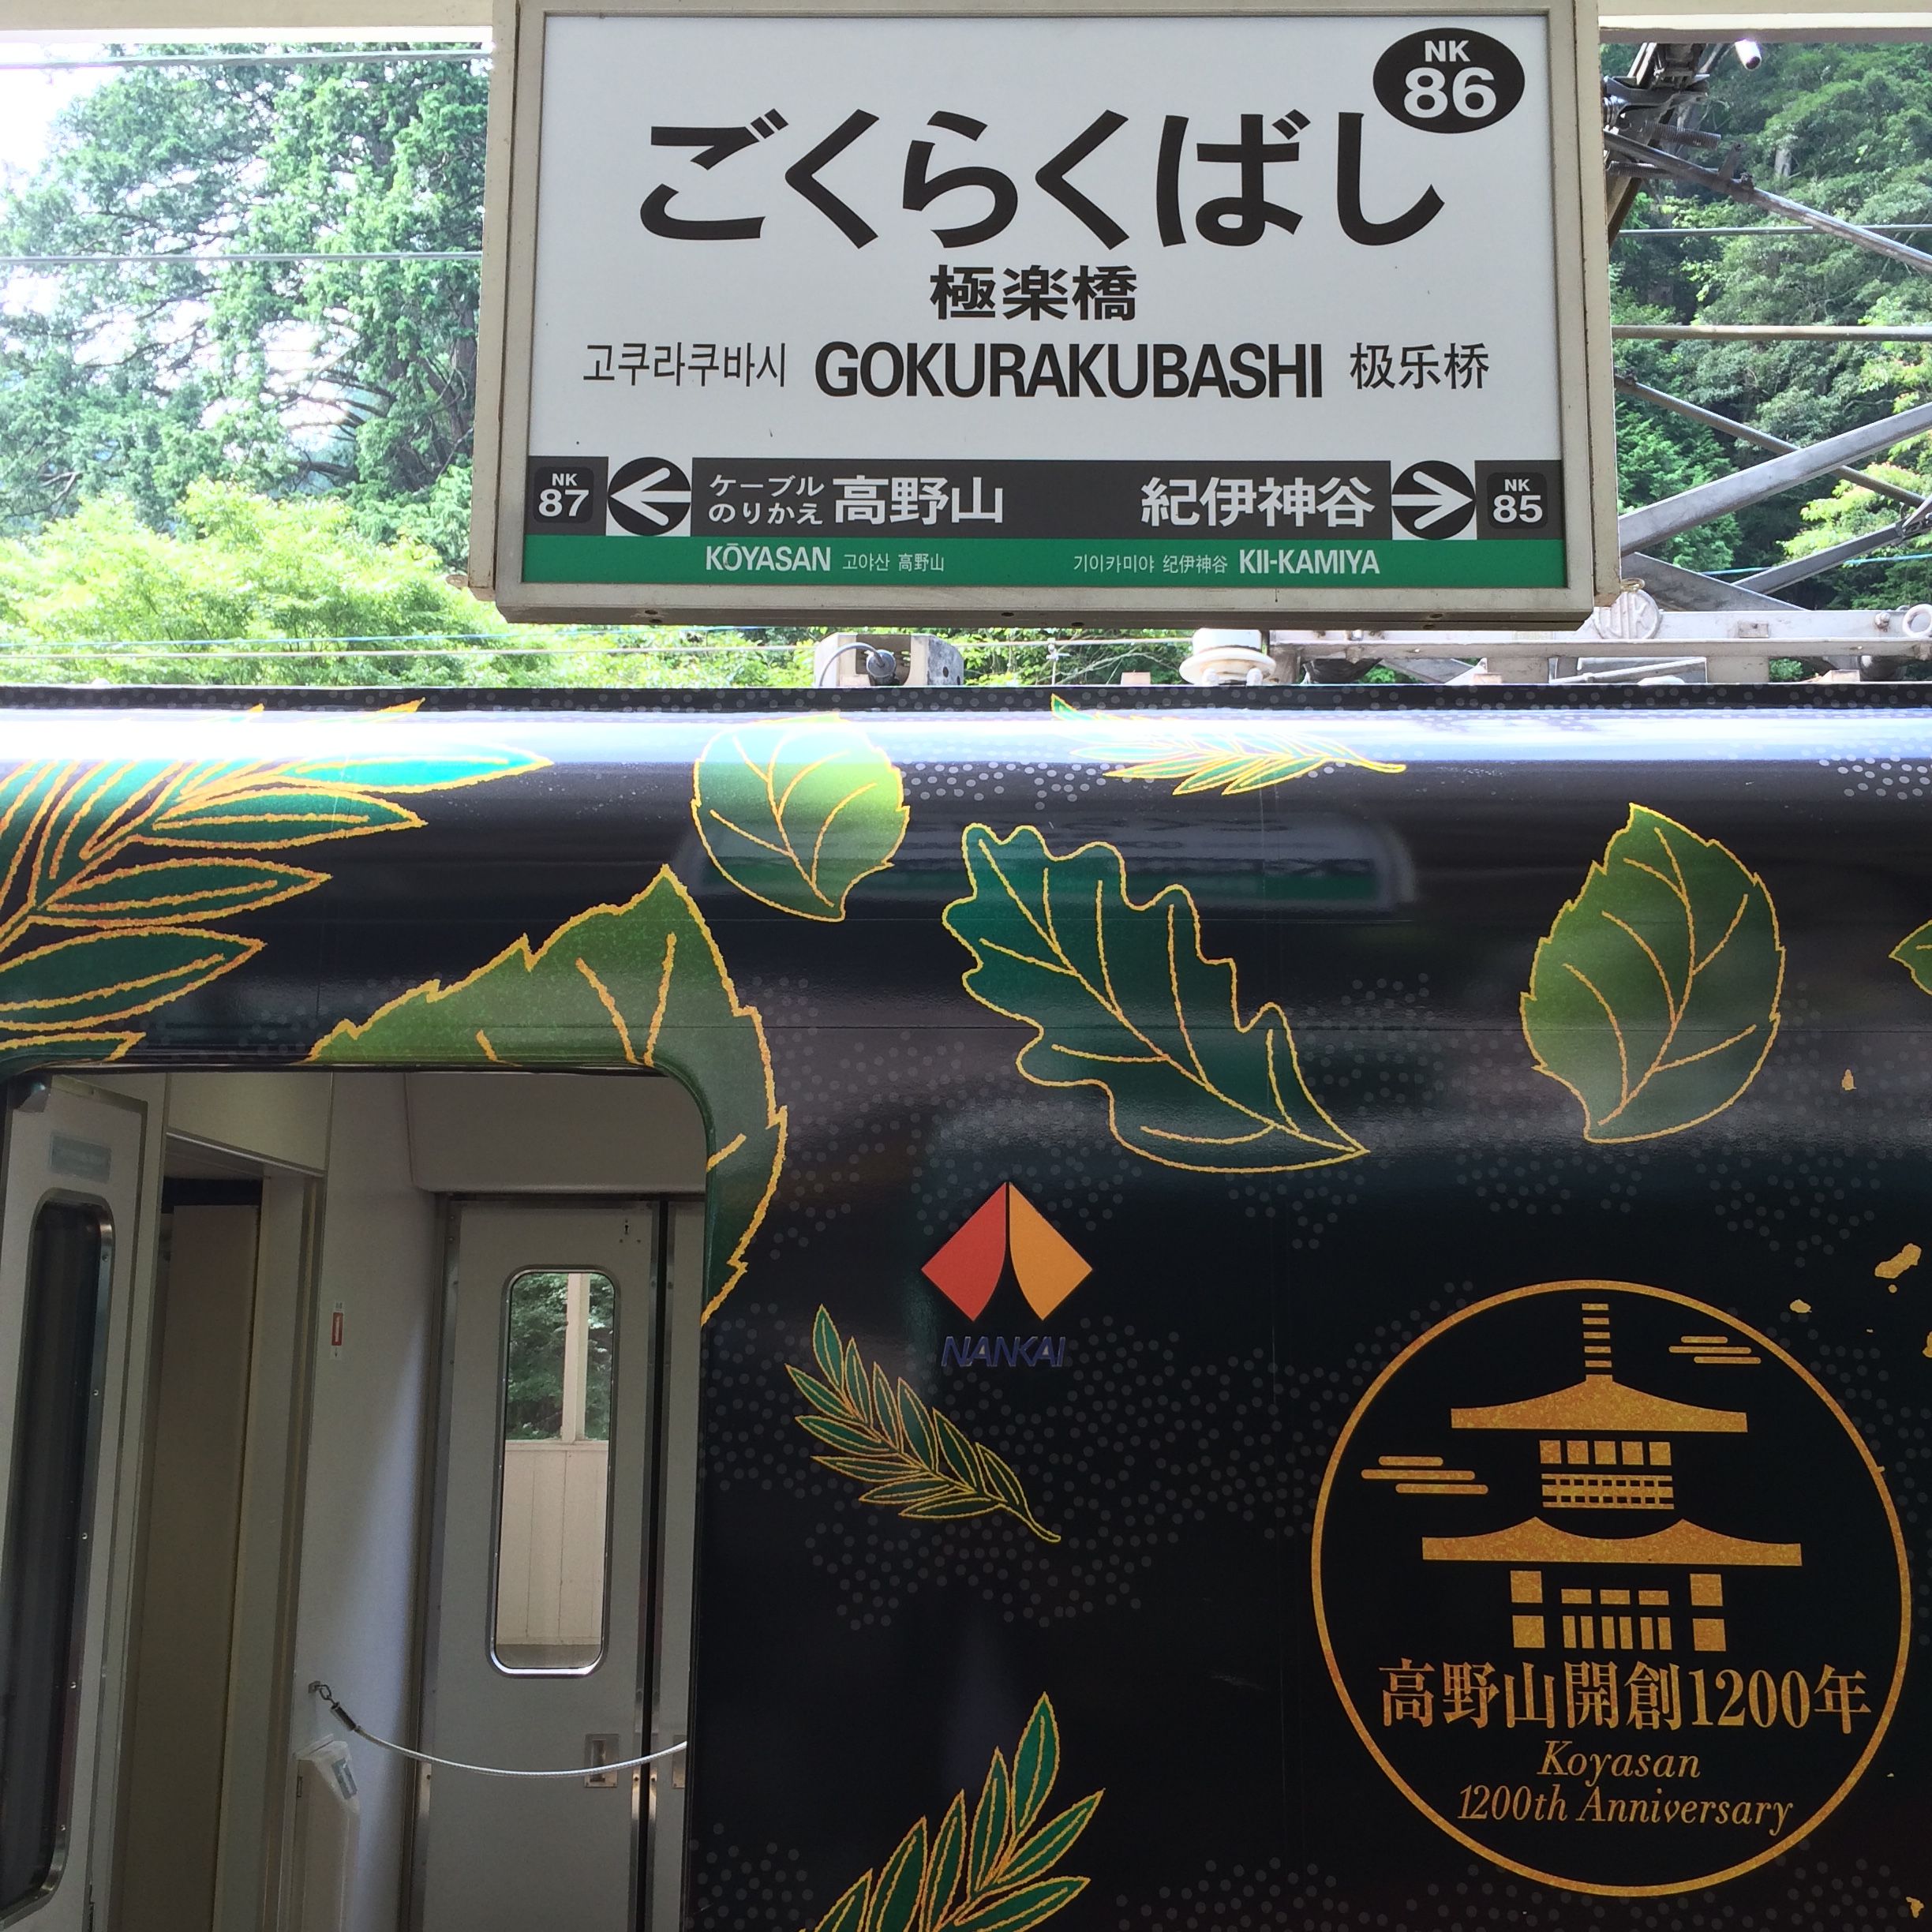 NK
86
ごくらくばし
極楽橋
고쿠라쿠바시 GOKURAKUBASHI 极乐桥
NK
87
ケーブル
のりかえ 高野山
紀伊神谷
NK
85
KŌYASAN 고야산 高野山
기이카미야 纪伊神谷 KII-KAMIYA
NANKAI
高野山開創1200年
Koyasan
1200th Anniversary